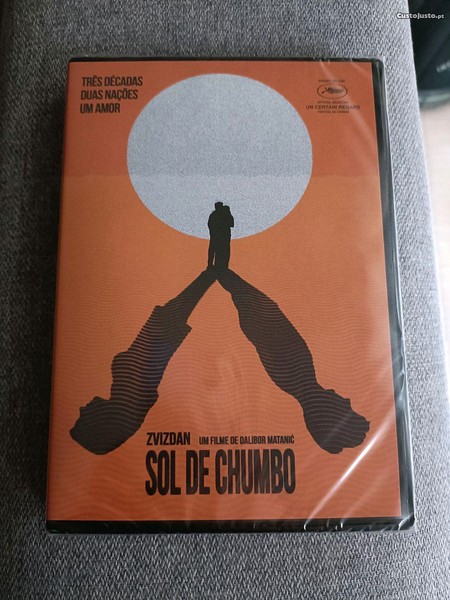 CustoJusto.pt
TRÊS DÉCADAS
DUAS NAÇÕES
UM AMOR
UN CERTAIN REGARD
ZVIZDAN UM FILME DE DALIBOR MATANIĆ
SOL DE CHUMBO